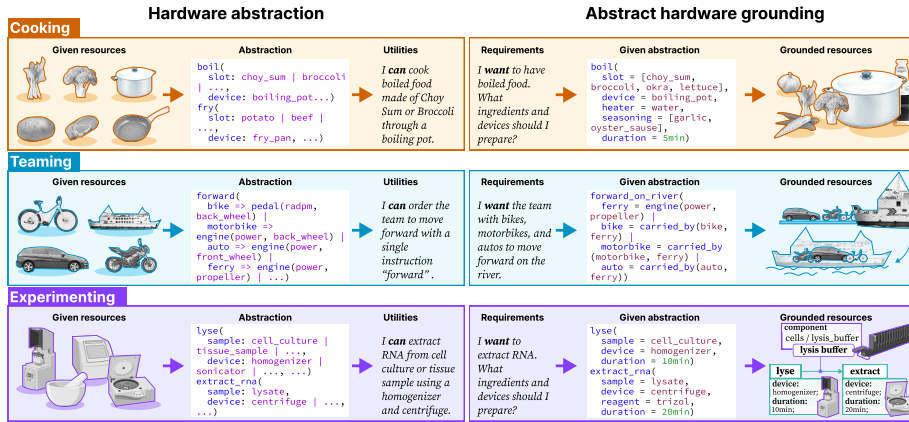 Hardware abstraction
Abstract hardware grounding
Cooking
Given resources
Abstraction
Utilities
boil(
slot: choy_sum | broccoli
| ...,
device: boiling_pot...)
fry(
slot: potato | beef |
...,
device: fry_pan, ...)
I can cook
boiled food
made of Choy
Sum or Broccoli
through a
boiling pot.
Requirements
Given abstraction
Grounded resources
I want to have
boiled food.
What
ingredients and
devices should I
prepare?
boil(
slot = [choy_sum,
broccoli, okra, lettuce],
device = boiling_pot,
heater = water,
seasoning = [garlic,
oyster_sause],
duration = 5min)
Teaming
Given resources
Abstraction
Utilities
forward(
bike => pedal(radpm,
back_wheel) |
motorbike =>
engine(power, back_wheel) |
auto => engine(power,
front_wheel) |
ferry => engine(power,
propeller) | ...)
I can order the
team to move
forward with a
single
instruction
“forward” .
Requirements
Given abstraction
Grounded resources
I want the team
with bikes,
motorbikes, and
autos to move
forward on the
river.
forward_on_river(
ferry = engine(power,
propeller) |
bike = carried_by(bike,
ferry) |
motorbike = carried_by
(motorbike, ferry) |
auto = carried_by(auto,
ferry))
Experimenting
Given resources
Abstraction
Utilities
lyse(
sample: cell_culture |
tissue_sample | ...,
device: homogenizer |
sonicator | ..., ...)
extract_rna(
sample: lysate,
device: centrifuge | ...,
...)
I can extract
RNA from cell
culture or tissue
sample using a
homogenizer
and centrifuge.
Requirements
Given abstraction
Grounded resources
I want to
extract RNA.
What
ingredients and
devices should I
prepare?
lyse(
sample = cell_culture,
device = homogenizer,
duration = 10min)
extract_rna(
sample = lysate,
device = centrifuge,
reagent = trizol,
duration = 20min)
component
cells / lysis_buffer
lysis buffer
lyse
device:
homogenizer;
duration:
10min;
extract
device:
centrifuge;
duration:
20min;